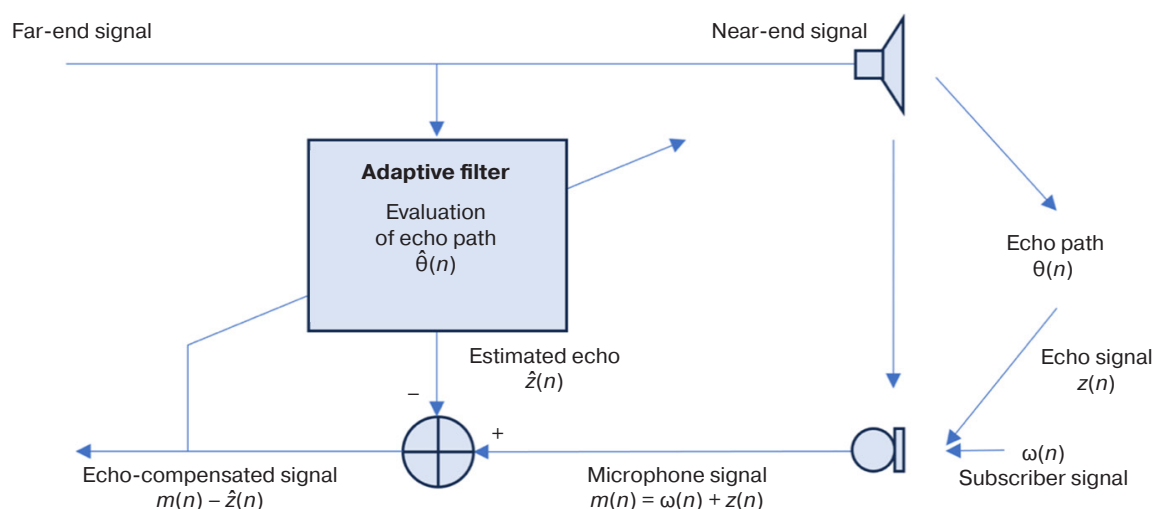 Far-end signal
Near-end signal
Adaptive filter
Evaluation
of echo path
θ̂(n)
Echo path
θ(n)
Estimated echo
ẑ(n)
Echo signal
z(n)
–
+
ω(n)
Subscriber signal
Echo-compensated signal
m(n) – ẑ(n)
Microphone signal
m(n) = ω(n) + z(n)